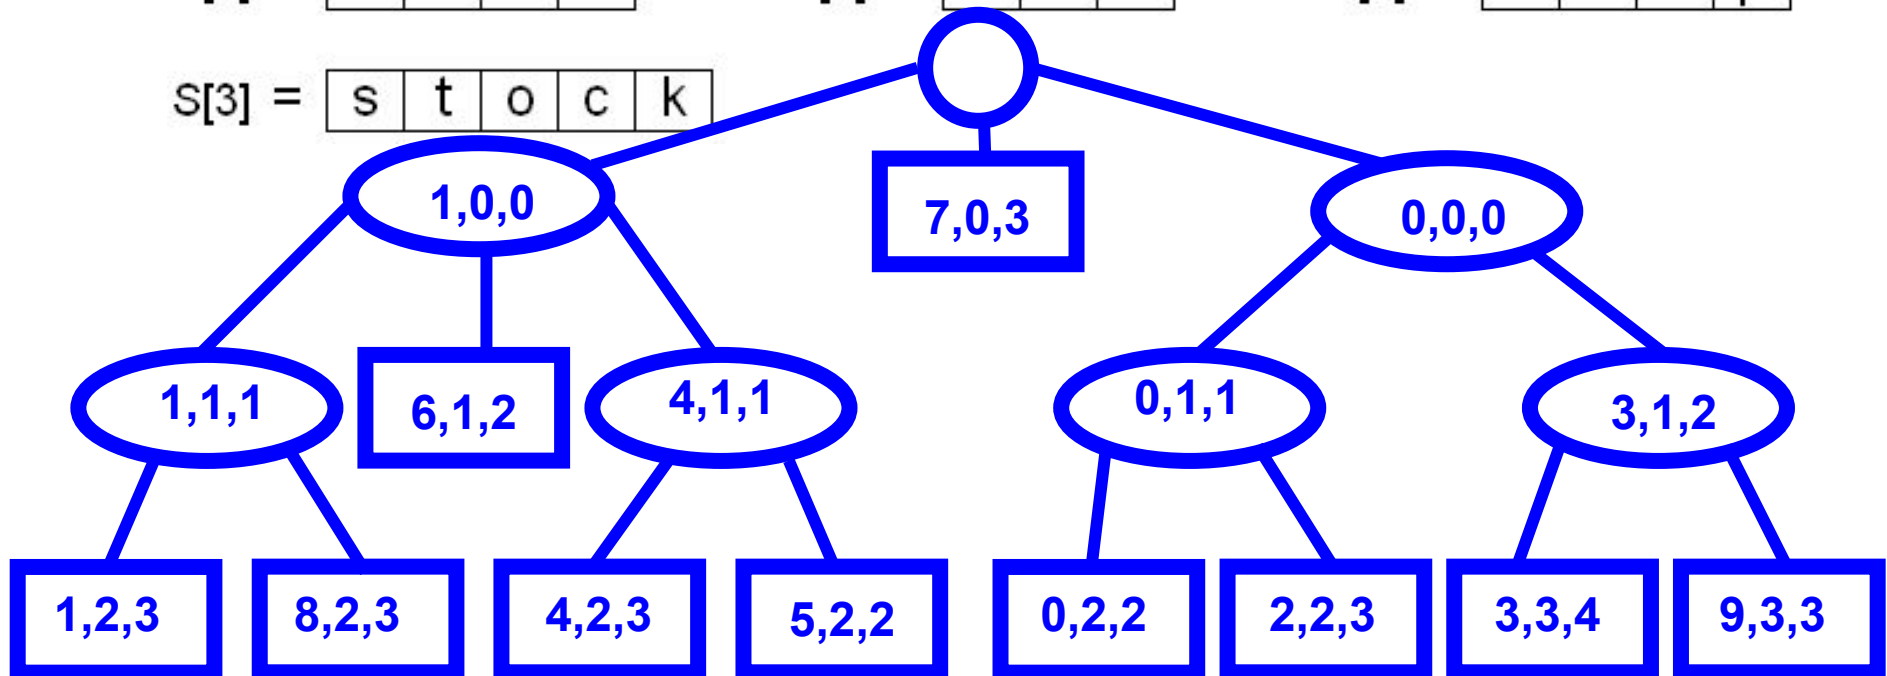 S[3] = s t o c k
1,0,0 7,0,3 0,0,0
1,1,1 6,1,2 4,1,1 0,1,1 3,1,2
1,2,3 8,2,3 4,2,3 5,2,2 0,2,2 2,2,3 3,3,4 9,3,3